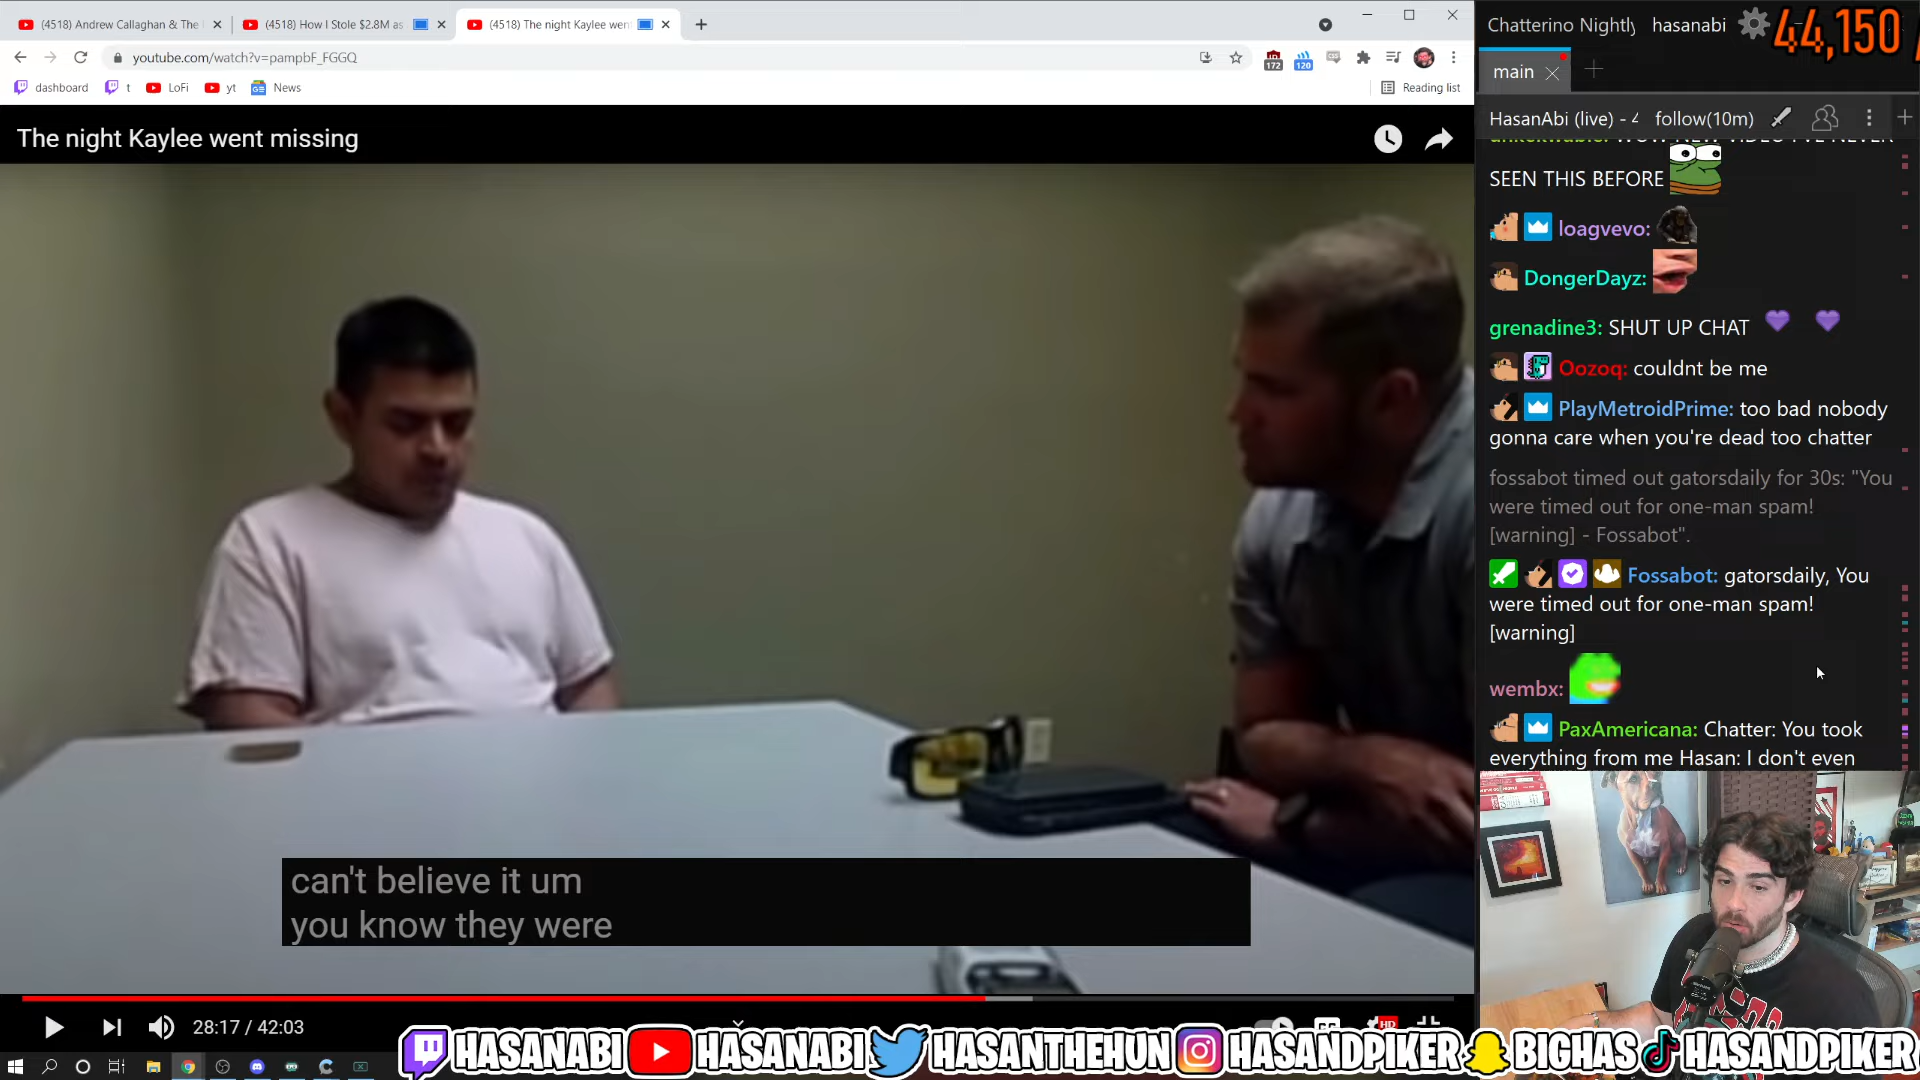 (4518) Andrew Callaghan & The
(4518) How I Stole $2.8M as
(4518) The night Kaylee wen
youtube.com/watch?v=pampbF_FGGQ
172
120
dashboard
t
LoFi
yt
News
Reading list
The night Kaylee went missing
can't believe it um
you know they were
28:17 / 42:03
HD
Chatterino Nightly
hasanabi
44,150
main
HasanAbi (live) - 4
follow(10m)
SEEN THIS BEFORE
loagvevo:
DongerDayz:
grenadine3: SHUT UP CHAT
Oozoq: couldnt be me
PlayMetroidPrime: too bad nobody
gonna care when you're dead too chatter
fossabot timed out gatorsdaily for 30s: "You
were timed out for one-man spam!
[warning] - Fossabot".
Fossabot: gatorsdaily, You
were timed out for one-man spam!
[warning]
wembx:
PaxAmericana: Chatter: You took
everything from me Hasan: I don't even
HASANABI
HASANABI
HASANTHEHUN
HASANDPIKER
BIGHAS
HASANDPIKER